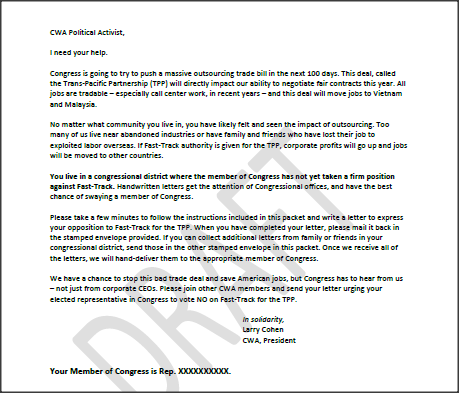 CWA Political Activist,
I need your help.
Congress is going to try to push a massive outsourcing trade bill in the next 100 days. This deal, called
the Trans-Pacific Partnership (TPP) will directly impact our ability to negotiate fair contracts this year. All
jobs are tradable – especially call center work, in recent years – and this deal will move jobs to Vietnam
and Malaysia.
No matter what community you live in, you have likely felt and seen the impact of outsourcing. Too
many of us live near abandoned industries or have family and friends who have lost their job to
exploited labor overseas. If Fast-Track authority is given for the TPP, corporate profits will go up and jobs
will be moved to other countries.
You live in a congressional district where the member of Congress has not yet taken a firm position
against Fast-Track. Handwritten letters get the attention of Congressional offices, and have the best
chance of swaying a member of Congress.
Please take a few minutes to follow the instructions included in this packet and write a letter to express
your opposition to Fast-Track for the TPP. When you have completed your letter, please mail it back in
the stamped envelope provided. If you can collect additional letters from family or friends in your
congressional district, send those in the other stamped envelope in this packet. Once we receive all of
the letters, we will hand-deliver them to the appropriate member of Congress.
We have a chance to stop this bad trade deal and save American jobs, but Congress has to hear from us
– not just from corporate CEOs. Please join other CWA members and send your letter urging your
elected representative in Congress to vote NO on Fast-Track for the TPP.
In solidarity,
Larry Cohen
CWA, President
Your Member of Congress is Rep. XXXXXXXXXX.
DRAFT